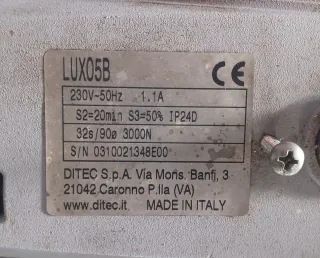 LUX05B CE
230V~50Hz 1.1A
S2=20min S3=50% IP24D
32s/90° 3000N
S/N 0310021348E00
DITEC S.p.A. Via Mons. Banfi, 3
21042 Caronno P.lla (VA)
www.ditec.it MADE IN ITALY